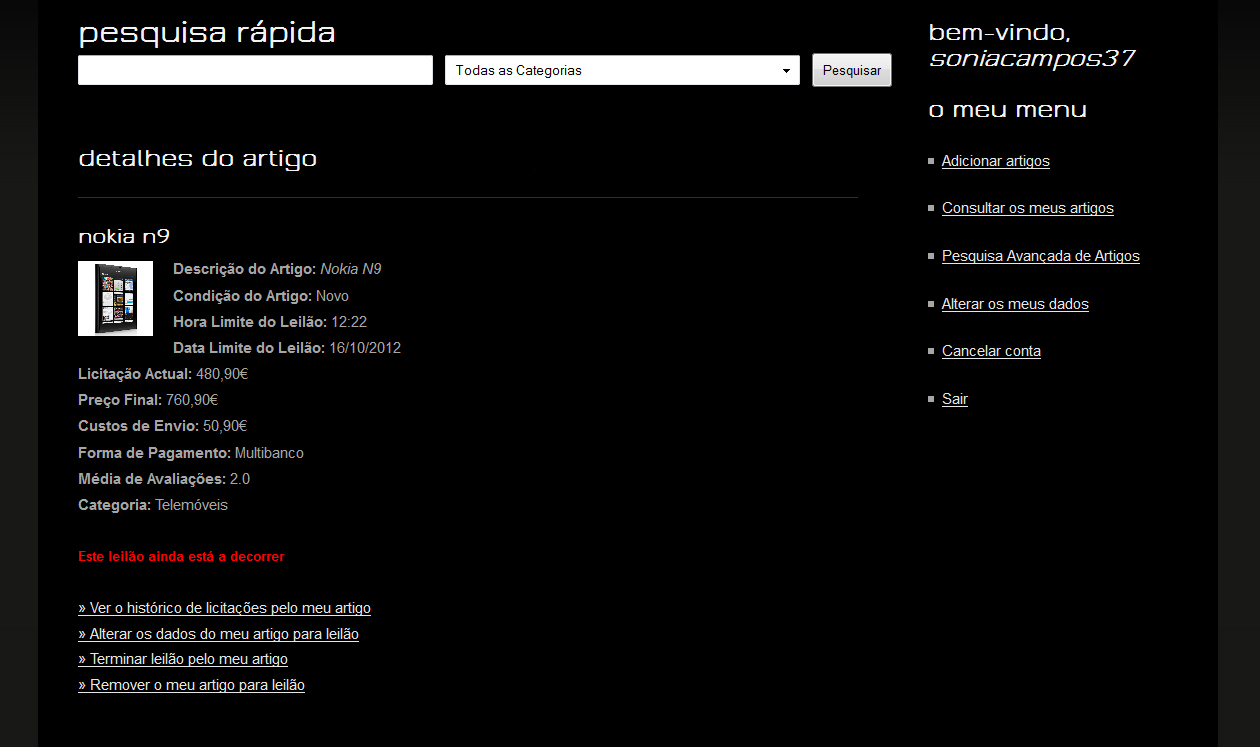 pesquisa rápida
Todas as Categorias
Pesquisar
detalhes do artigo
nokia n9
Descrição do Artigo: Nokia N9
Condição do Artigo: Novo
Hora Limite do Leilão: 12:22
Data Limite do Leilão: 16/10/2012
Licitação Actual: 480,90€
Preço Final: 760,90€
Custos de Envio: 50,90€
Forma de Pagamento: Multibanco
Média de Avaliações: 2.0
Categoria: Telemóveis
Este leilão ainda está a decorrer
» Ver o histórico de licitações pelo meu artigo
» Alterar os dados do meu artigo para leilão
» Terminar leilão pelo meu artigo
» Remover o meu artigo para leilão
bem-vindo,
soniacampos37
o meu menu
Adicionar artigos
Consultar os meus artigos
Pesquisa Avançada de Artigos
Alterar os meus dados
Cancelar conta
Sair